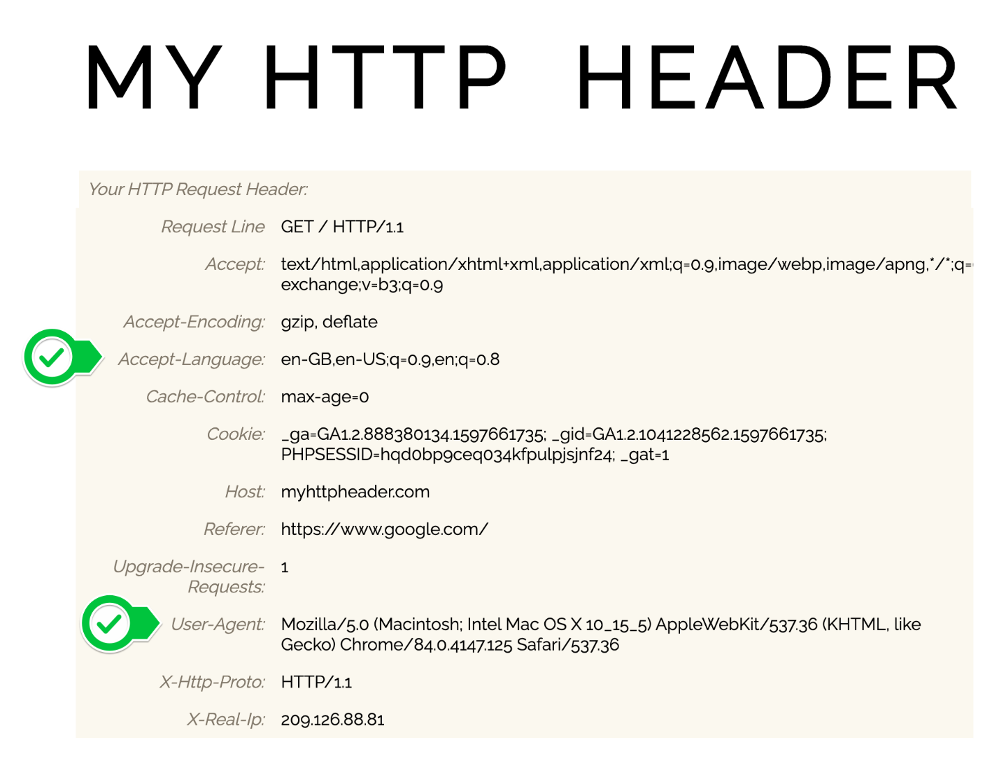 MY HTTP HEADER
Your HTTP Request Header:
Request Line GET / HTTP/1.1
Accept: text/html,application/xhtml+xml,application/xml;q=0.9,image/webp,image/apng,*/*;q=
exchange;v=b3;q=0.9
Accept-Encoding: gzip, deflate
Accept-Language: en-GB,en-US;q=0.9,en;q=0.8
Cache-Control: max-age=0
Cookie: _ga=GA1.2.888380134.1597661735; _gid=GA1.2.1041228562.1597661735;
PHPSESSID=hqd0bp9ceq034kfpulpjsjnf24; _gat=1
Host: myhttpheader.com
Referer: https://www.google.com/
Upgrade-Insecure- 1
Requests:
User-Agent: Mozilla/5.0 (Macintosh; Intel Mac OS X 10_15_5) AppleWebKit/537.36 (KHTML, like
Gecko) Chrome/84.0.4147.125 Safari/537.36
X-Http-Proto: HTTP/1.1
X-Real-Ip: 209.126.88.81